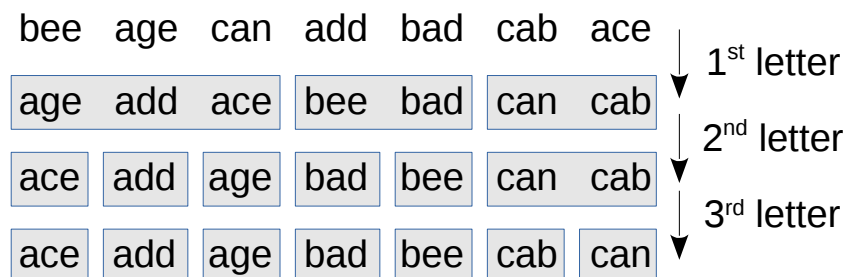 bee age can add bad cab ace
1st letter
age add ace bee bad can cab
2nd letter
ace add age bad bee can cab
3rd letter
ace add age bad bee cab can